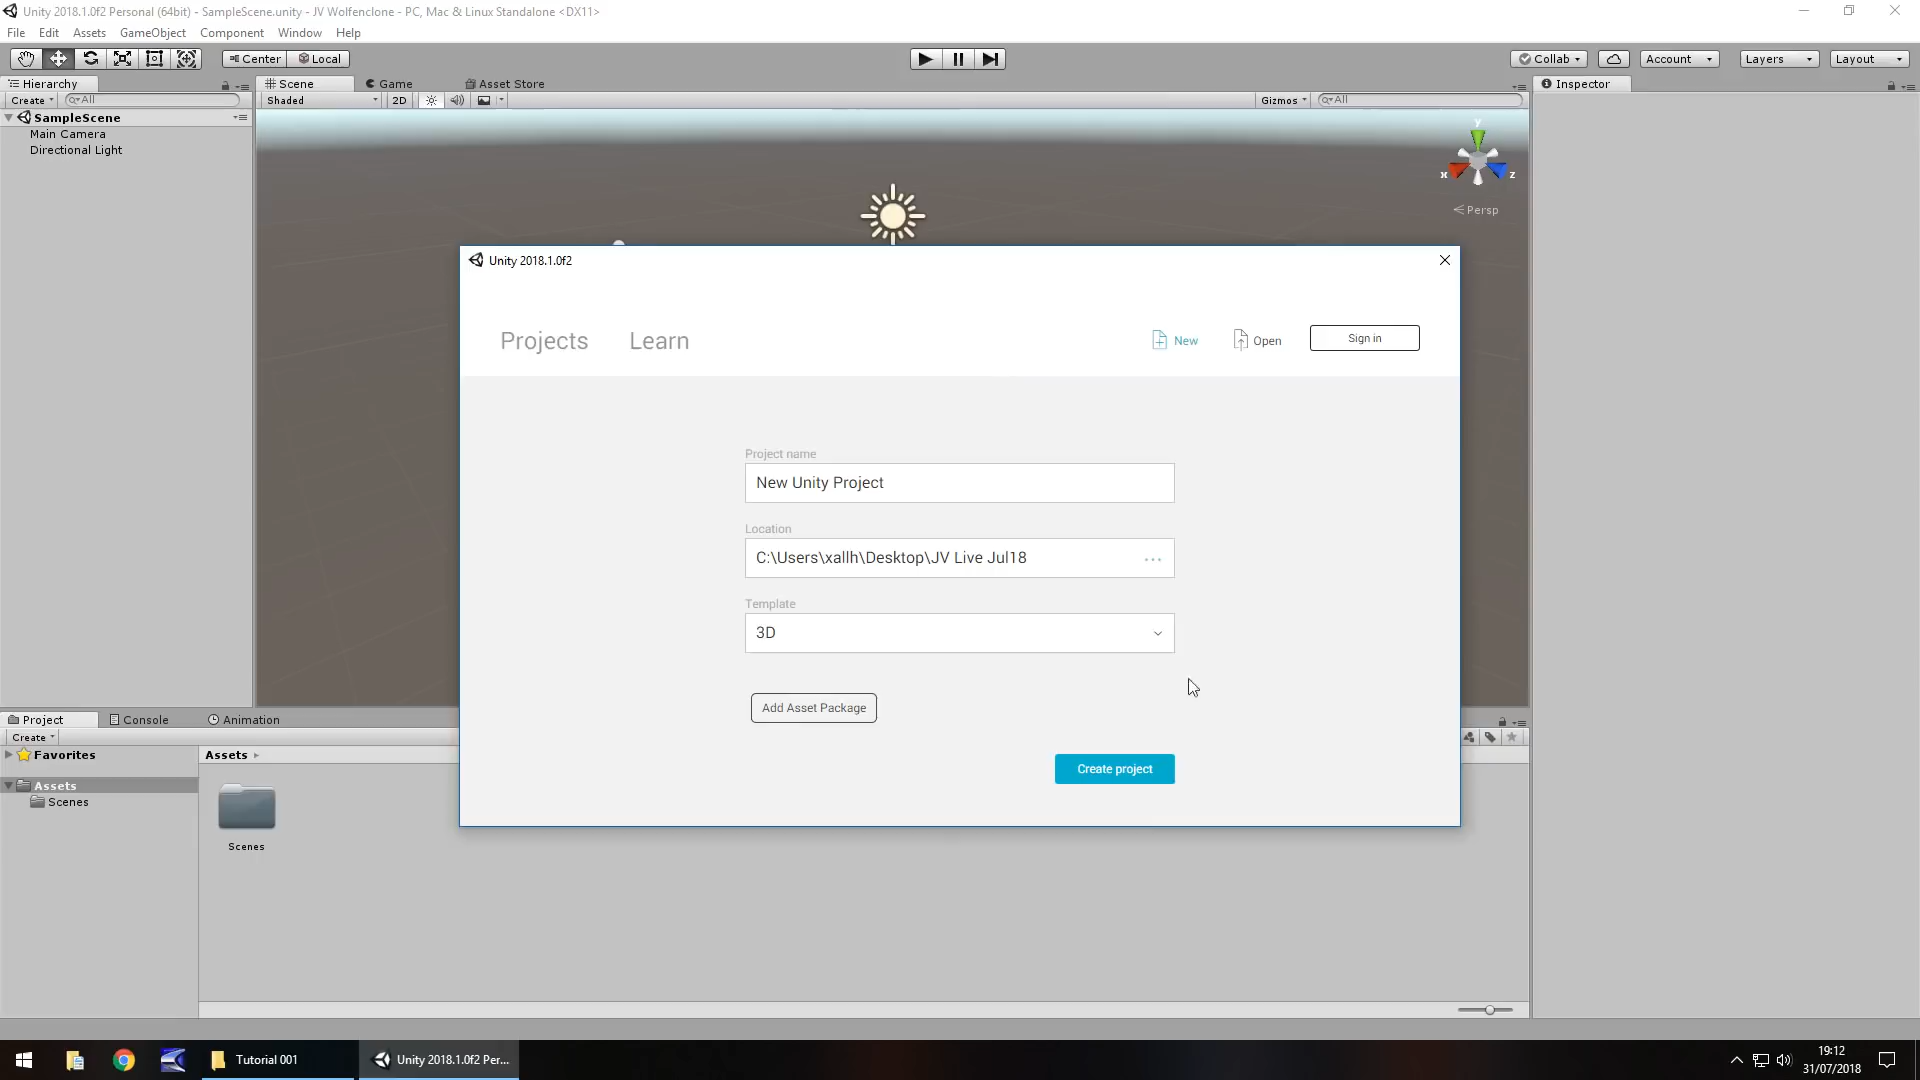 Unity 2018.1.0f2 Personal (64bit) - SampleScene.unity - JV Wolfenclone - PC, Mac & Linux Standalone <DX11>
File Edit Assets GameObject Component Window Help
Center Local Collab Account Layers Layout
Hierarchy Scene Game Asset Store Inspector
Create All Shaded 2D Gizmos All
SampleScene
Main Camera
Directional Light
y
x z
Persp
Unity 2018.1.0f2
Projects Learn New Open Sign in
Project name
New Unity Project
Location
C:\Users\xallh\Desktop\JV Live Jul18 ...
Template
3D
Add Asset Package
Create project
Project Console Animation
Create
Favorites
Assets
Assets
Scenes
Scenes
Tutorial 001 Unity 2018.1.0f2 Per...
19:12
31/07/2018